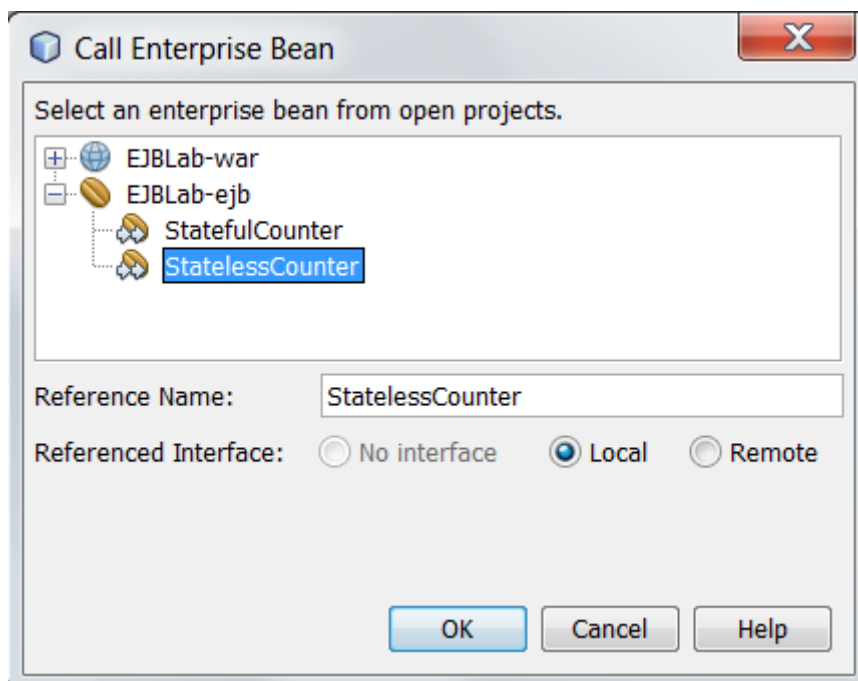 Call Enterprise Bean
Select an enterprise bean from open projects.
EJBLab-war
EJBLab-ejb
StatefulCounter
StatelessCounter
Reference Name: StatelessCounter
Referenced Interface: No interface Local Remote
OK Cancel Help